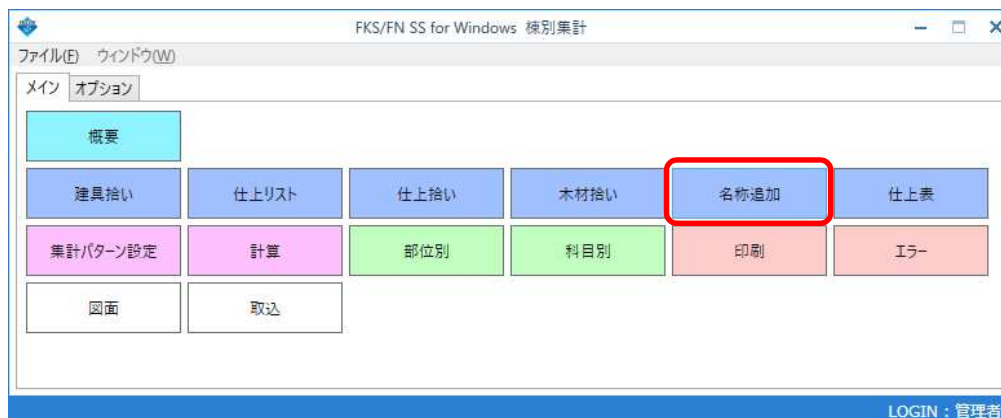 FKS/FN SS for Windows 棟別集計
ファイル(F) ウィンドウ(W)
メイン オプション
概要
建具拾い 仕上リスト 仕上拾い 木材拾い 名称追加 仕上表
集計パターン設定 計算 部位別 科目別 印刷 エラー
図面 取込
LOGIN：管理者